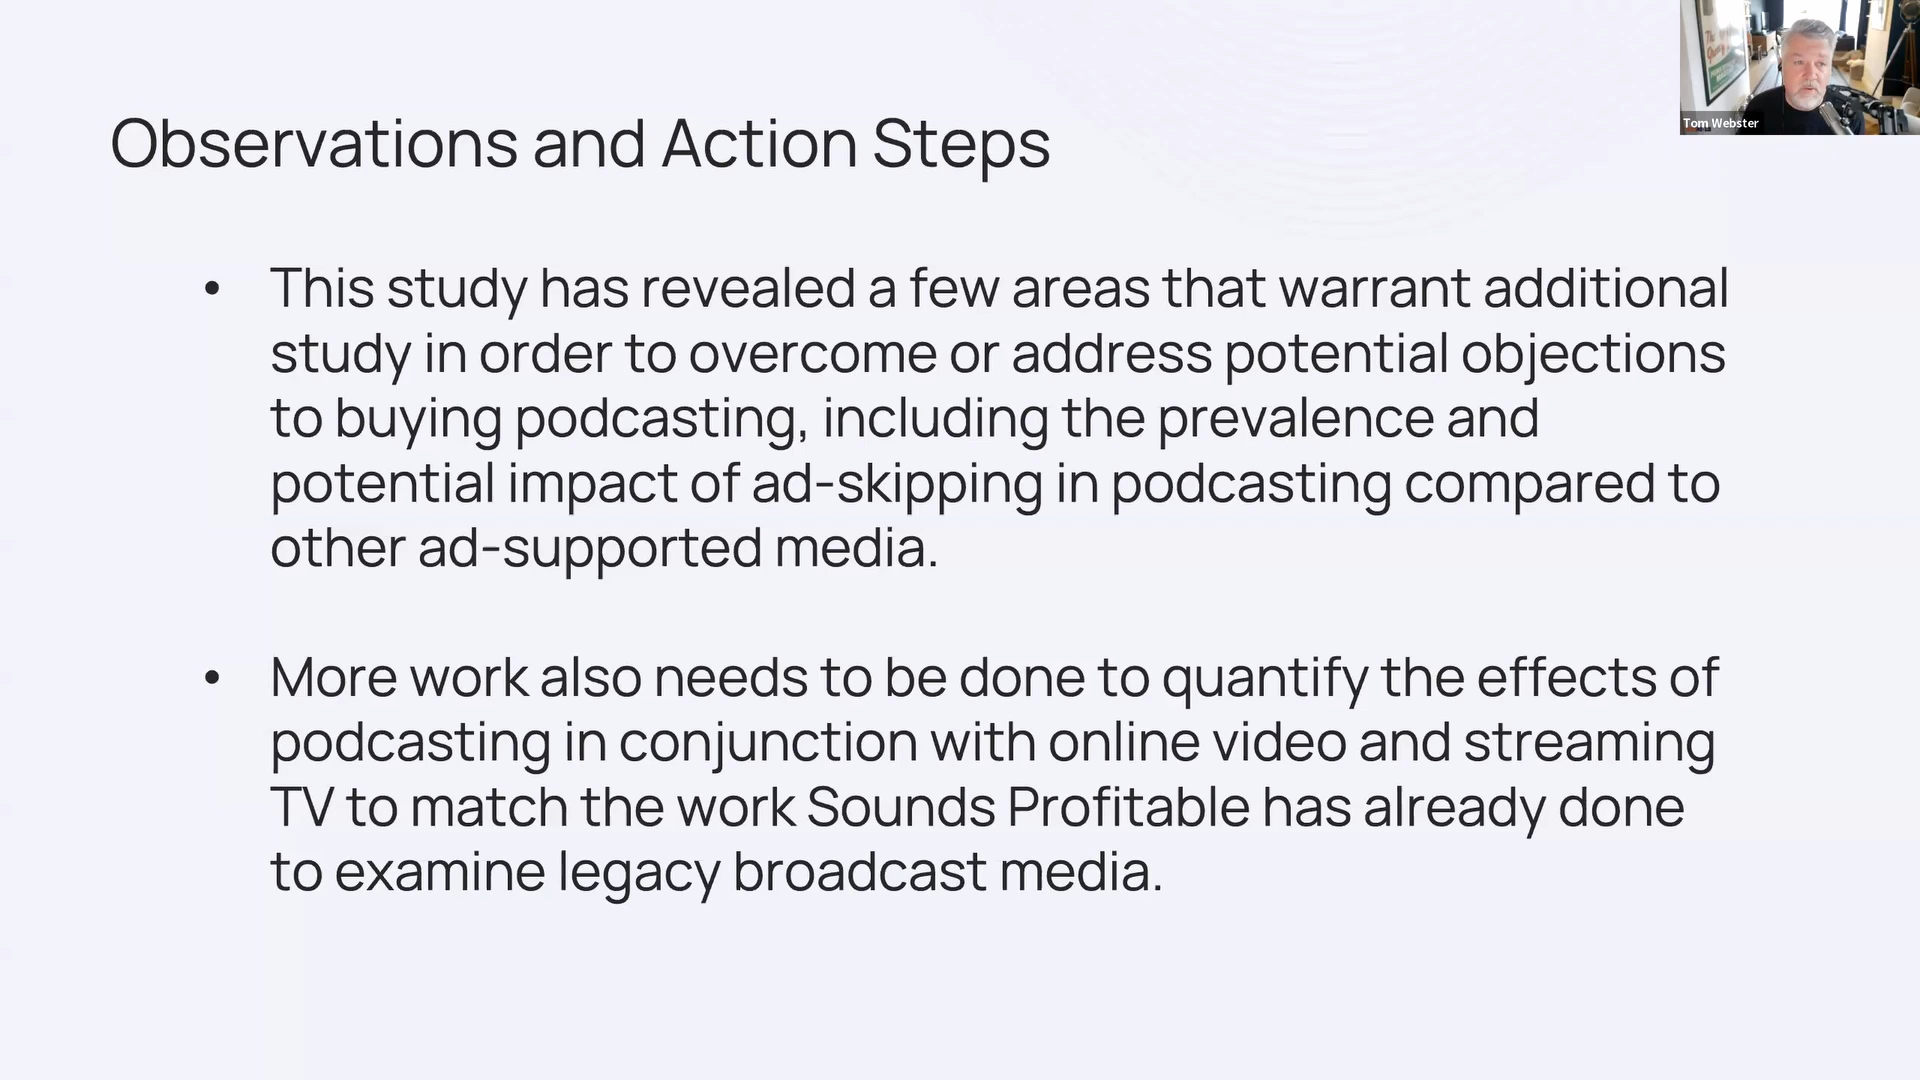 Observations and Action Steps
• This study has revealed a few areas that warrant additional
study in order to overcome or address potential objections
to buying podcasting, including the prevalence and
potential impact of ad-skipping in podcasting compared to
other ad-supported media.
• More work also needs to be done to quantify the effects of
podcasting in conjunction with online video and streaming
TV to match the work Sounds Profitable has already done
to examine legacy broadcast media.
Tom Webster